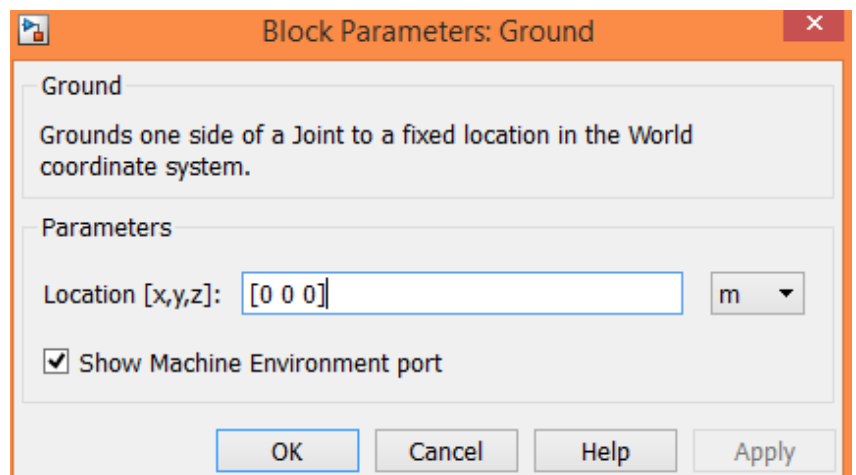 Block Parameters: Ground
Ground
Grounds one side of a Joint to a fixed location in the World
coordinate system.
Parameters
Location [x,y,z]: [0 0 0] m
Show Machine Environment port
OK Cancel Help Apply